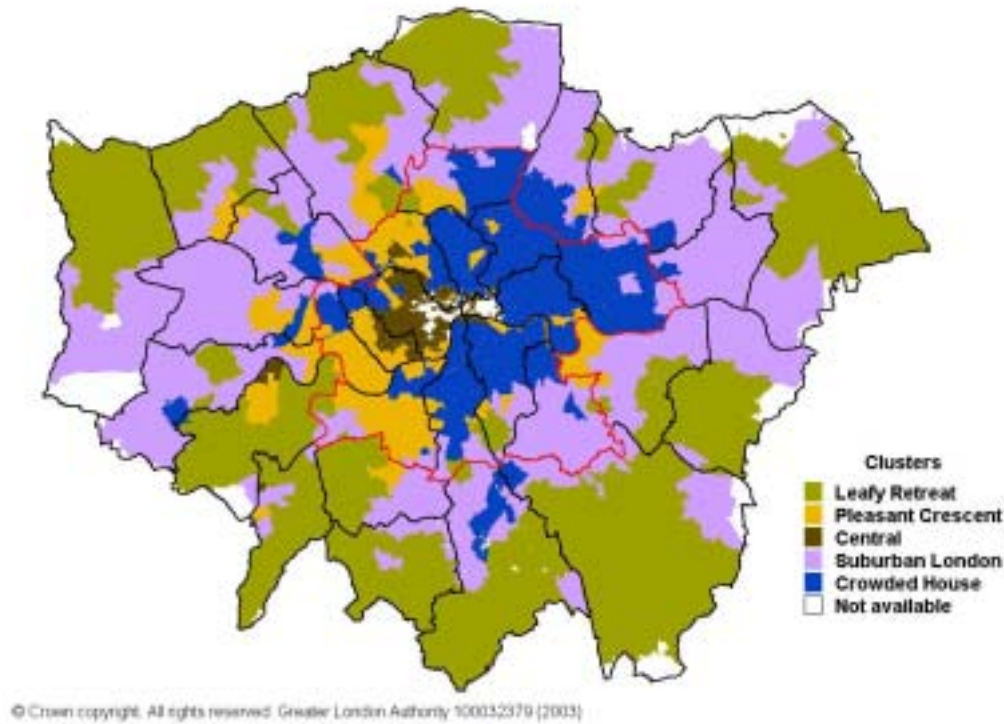 Clusters
Leafy Retreat
Pleasant Crescent
Central
Suburban London
Crowded House
Not available
© Crown copyright. All rights reserved. Greater London Authority 100032379 (2003)